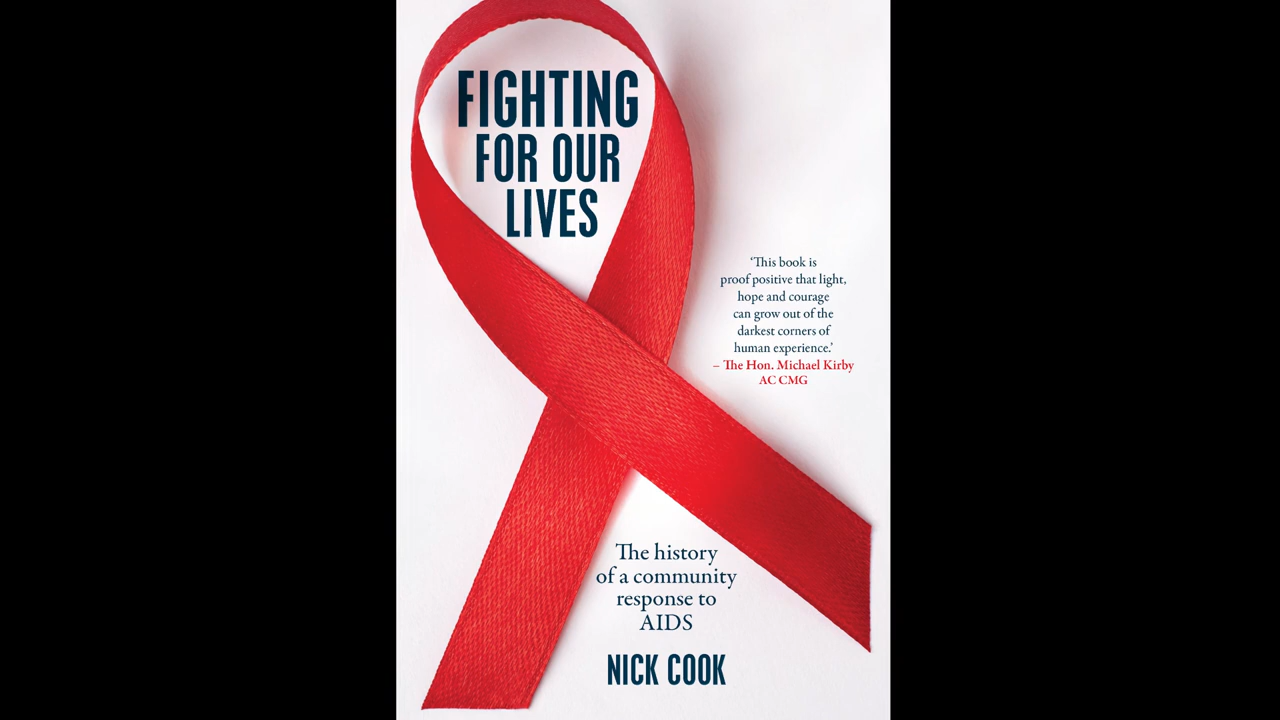 FIGHTING
FOR OUR
LIVES
‘This book is
proof positive that light,
hope and courage
can grow out of the
darkest corners of
human experience.’
– The Hon. Michael Kirby
AC CMG
The history
of a community
response to
AIDS
NICK COOK